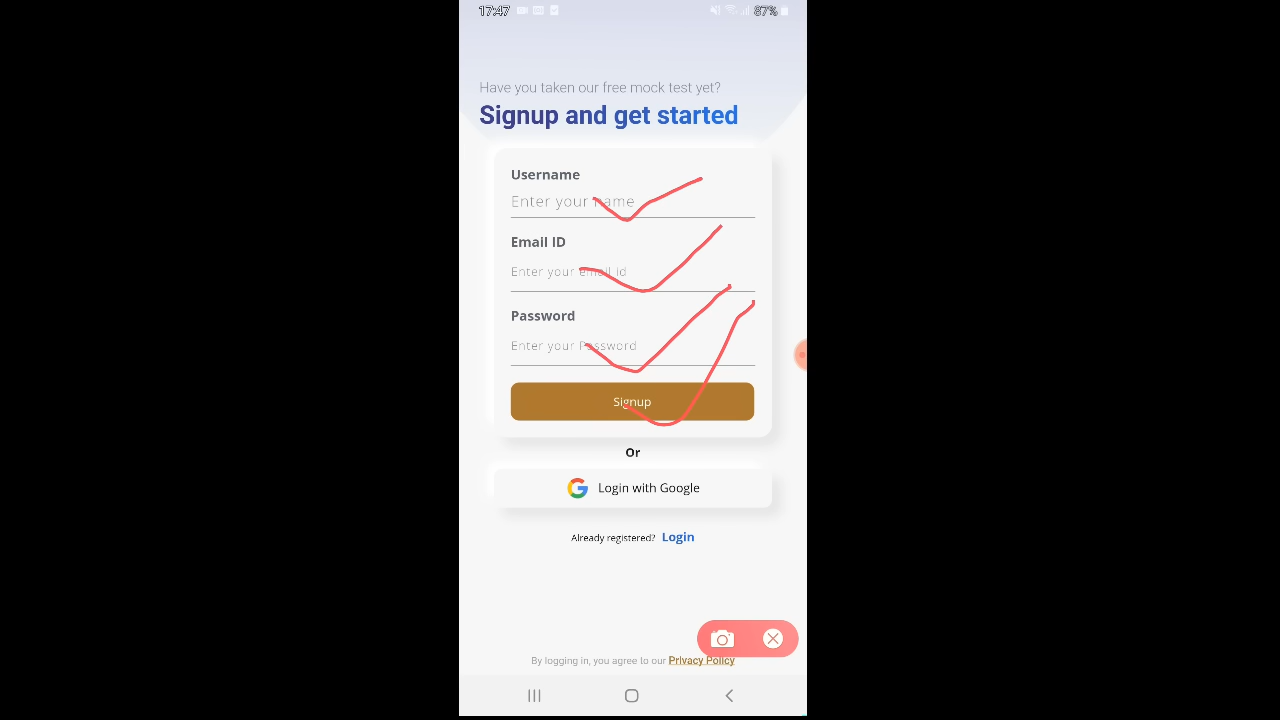 17:47 87%
Have you taken our free mock test yet?
Signup and get started
Username
Enter your name
Email ID
Enter your email id
Password
Enter your Password
Signup
Or
Login with Google
Already registered? Login
By logging in, you agree to our Privacy Policy